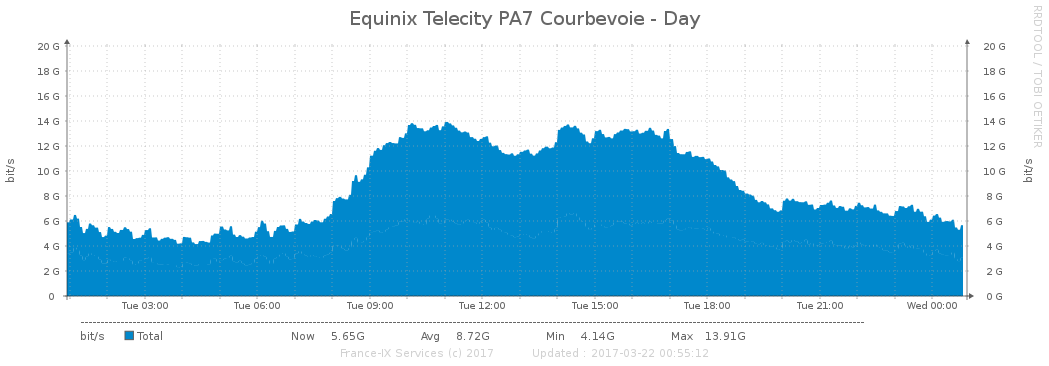 Equinix Telecity PA7 Courbevoie - Day
RRDTOOL / TOBI OETIKER
bit/s
20 G 20 G
18 G 18 G
16 G 16 G
14 G 14 G
12 G 12 G
10 G 10 G
8 G 8 G
6 G 6 G
4 G 4 G
2 G 2 G
0 0 G
bit/s
Tue 03:00 Tue 06:00 Tue 09:00 Tue 12:00 Tue 15:00 Tue 18:00 Tue 21:00 Wed 00:00
bit/s Total Now 5.65G Avg 8.72G Min 4.14G Max 13.91G
France-IX Services (c) 2017 Updated : 2017-03-22 00:55:12